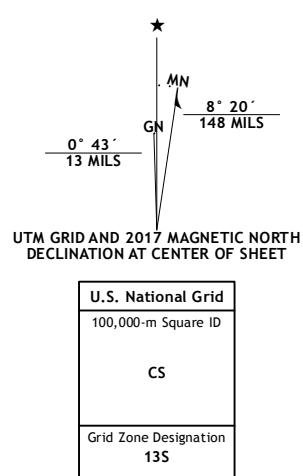 ★
MN
8° 20´
148 MILS
GN
0° 43´
13 MILS
UTM GRID AND 2017 MAGNETIC NORTH
DECLINATION AT CENTER OF SHEET
U.S. National Grid
100,000-m Square ID
CS
Grid Zone Designation
13S